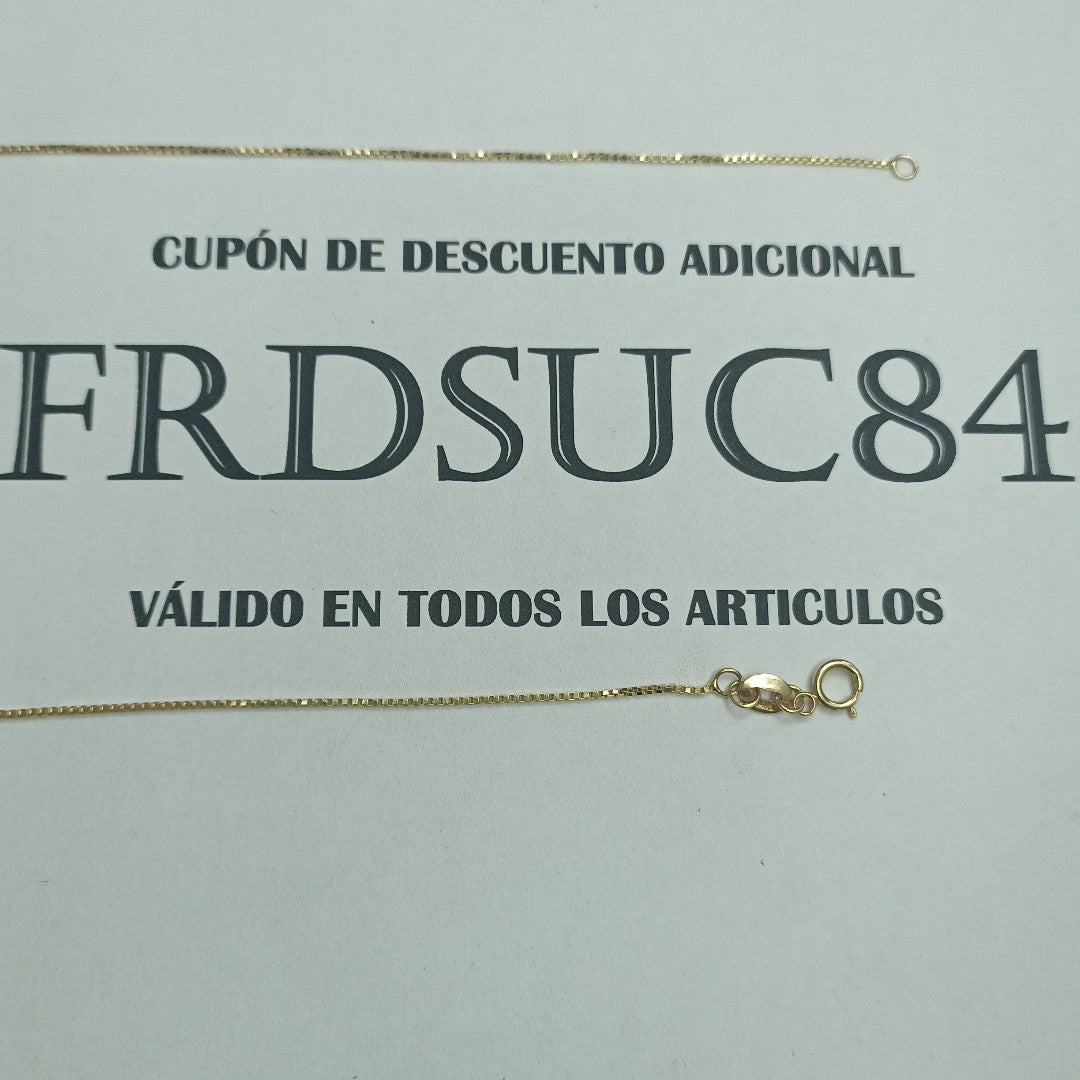 CUPÓN DE DESCUENTO ADICIONAL
FRDSUC84
VÁLIDO EN TODOS LOS ARTICULOS